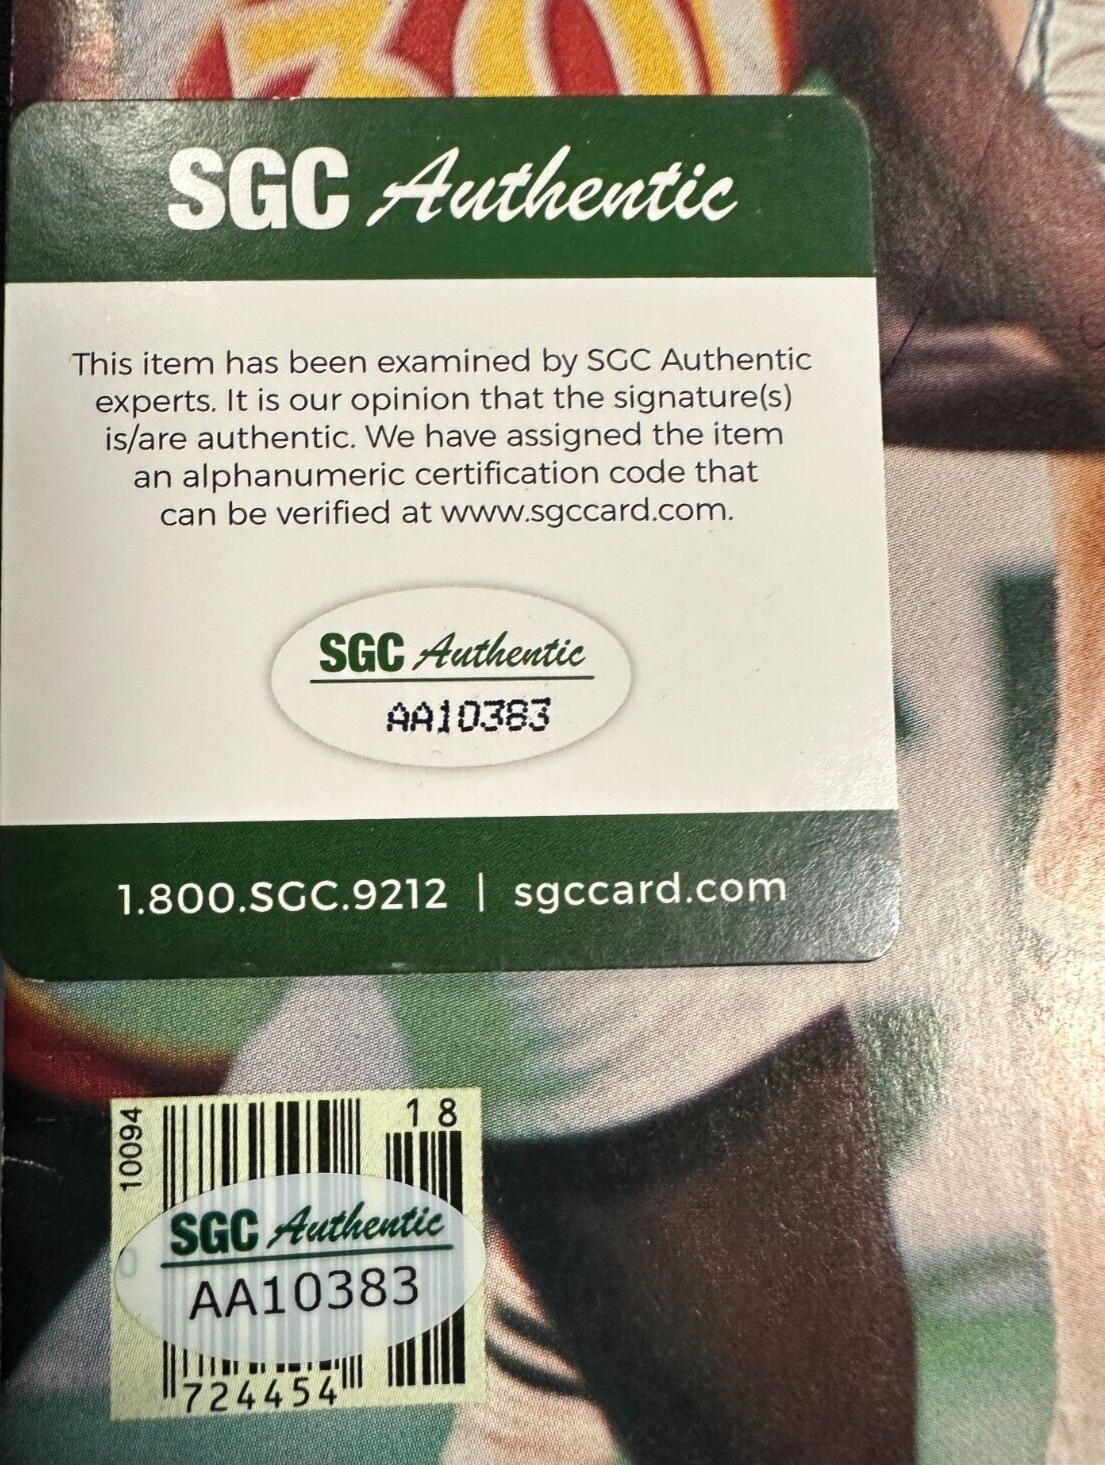 30
SGC Authentic
This item has been examined by SGC Authentic
experts. It is our opinion that the signature(s)
is/are authentic. We have assigned the item
an alphanumeric certification code that
can be verified at www.sgccard.com.
SGC Authentic
AA10383
1.800.SGC.9212 | sgccard.com
10094
18
SGC Authentic
AA10383
724454